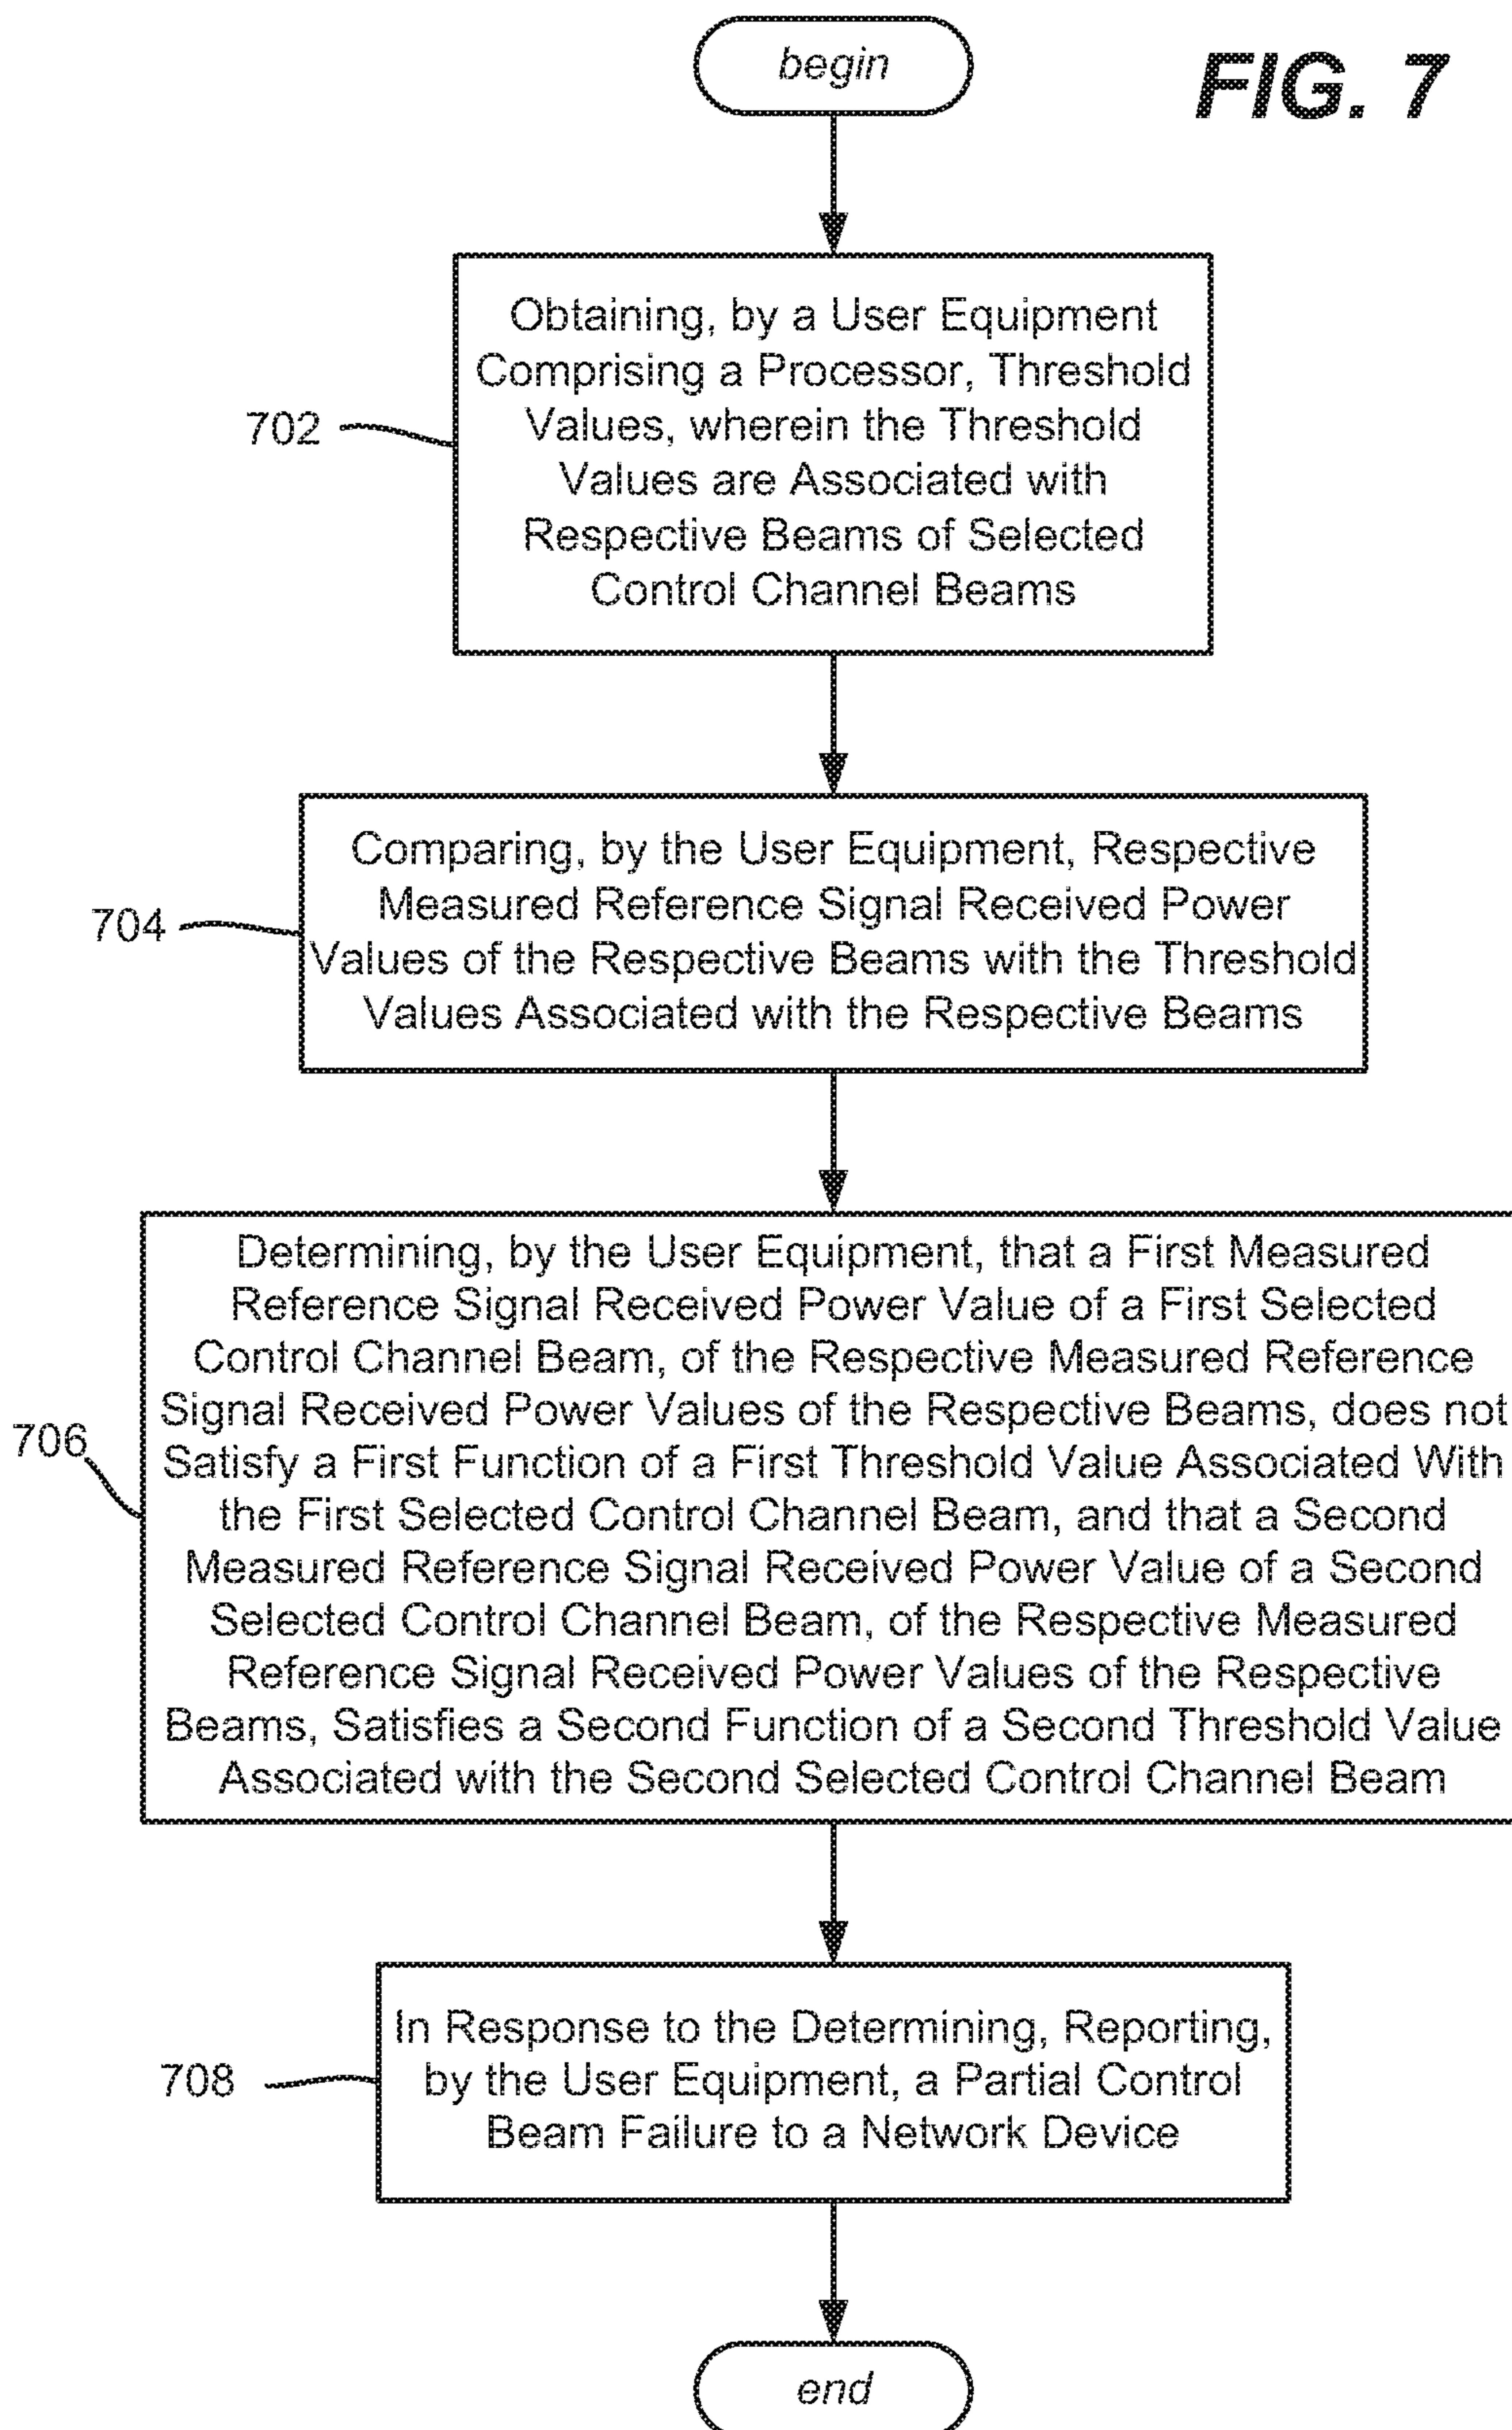 begin
FIG. 7
Obtaining, by a User Equipment
Comprising a Processor, Threshold
Values, wherein the Threshold
Values are Associated with
Respective Beams of Selected
Control Channel Beams
702
Comparing, by the User Equipment, Respective
Measured Reference Signal Received Power
Values of the Respective Beams with the Threshold
Values Associated with the Respective Beams
704
Determining, by the User Equipment, that a First Measured
Reference Signal Received Power Value of a First Selected
Control Channel Beam, of the Respective Measured Reference
Signal Received Power Values of the Respective Beams, does not
Satisfy a First Function of a First Threshold Value Associated With
the First Selected Control Channel Beam, and that a Second
Measured Reference Signal Received Power Value of a Second
Selected Control Channel Beam, of the Respective Measured
Reference Signal Received Power Values of the Respective
Beams, Satisfies a Second Function of a Second Threshold Value
Associated with the Second Selected Control Channel Beam
706
In Response to the Determining, Reporting,
by the User Equipment, a Partial Control
Beam Failure to a Network Device
708
end